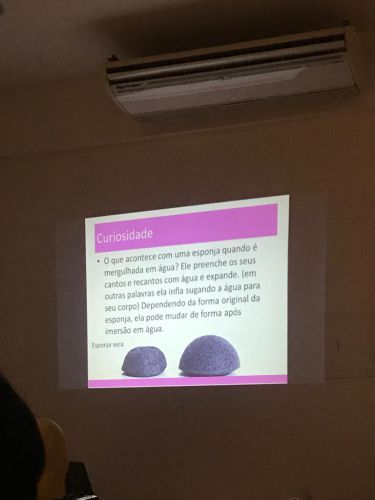 Springer
Curiosidade
• O que acontece com uma esponja quando é
mergulhada em água? Ele preenche os seus
cantos e recantos com água e expande. (em
outras palavras ela infla sugando a água para
seu corpo) Dependendo da forma original da
esponja, ela pode mudar de forma após
imersão em água.
Esponja seca